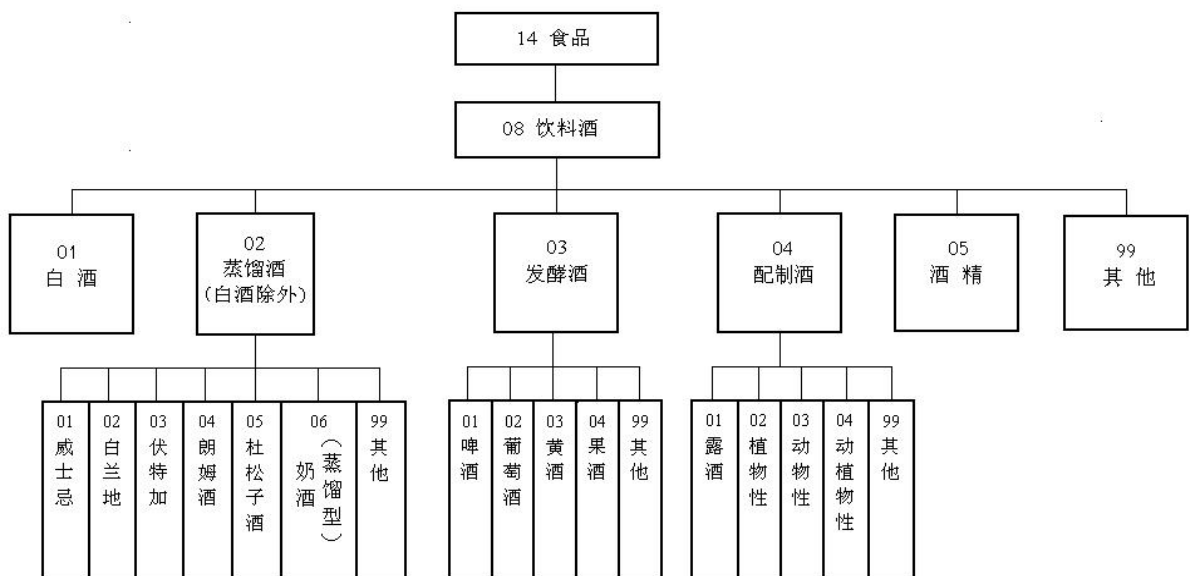 14 食品
08 饮料酒
01
白 酒
02
蒸馏酒
(白酒除外)
03
发酵酒
04
配制酒
05
酒 精
99
其 他
01
威士忌
02
白兰地
03
伏特加
04
朗姆酒
05
杜松子酒
06
奶酒
(蒸馏型)
99
其他
01
啤酒
02
葡萄酒
03
黄酒
04
果酒
99
其他
01
露酒
02
植物性
03
动物性
04
动植物性
99
其他